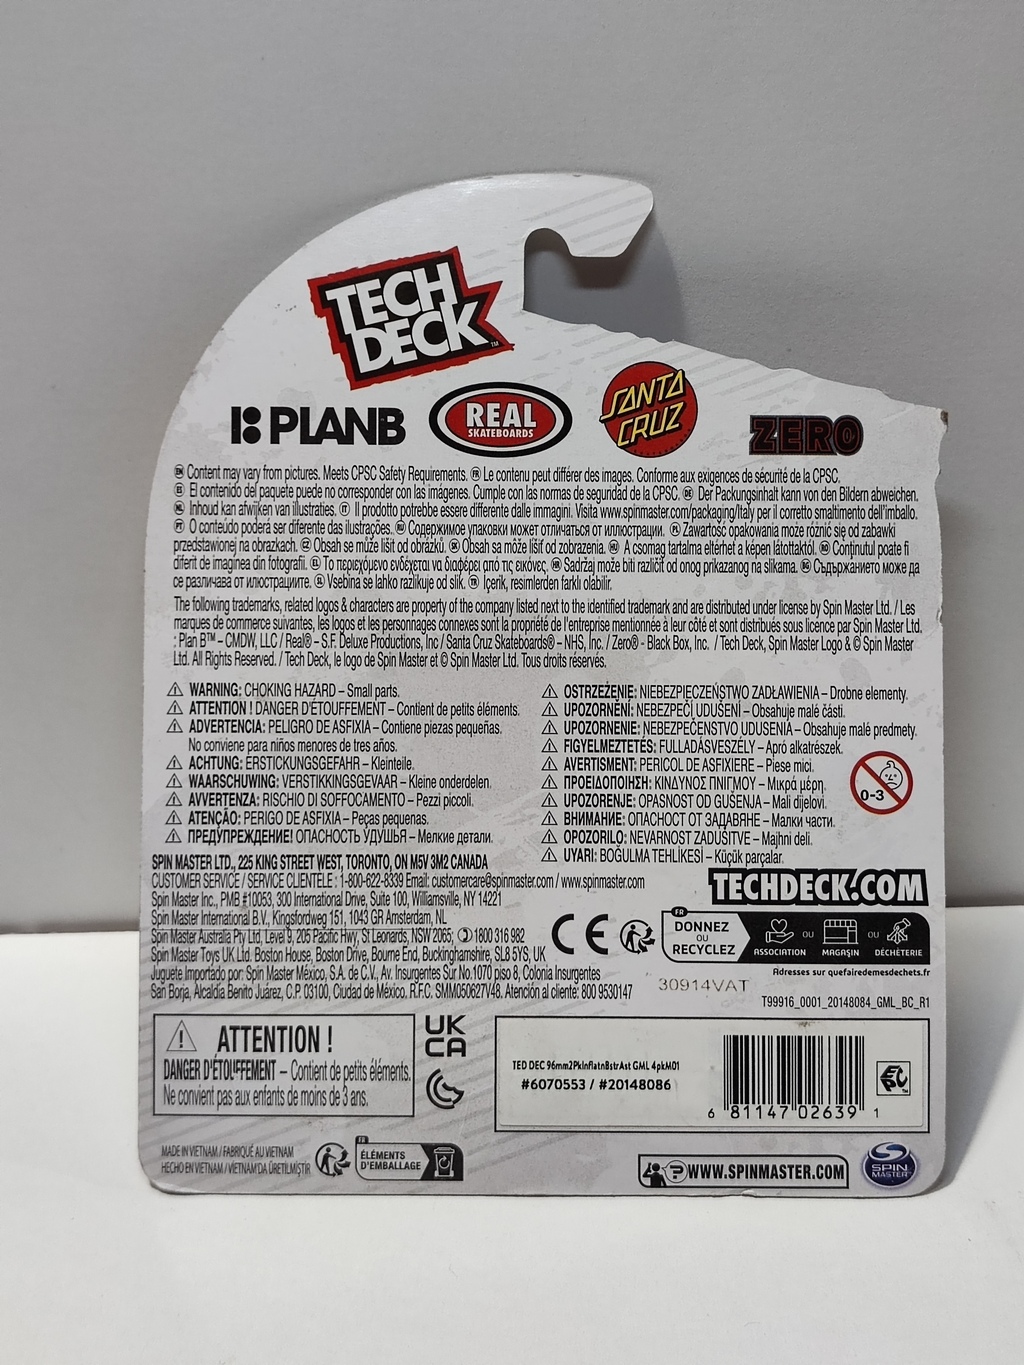 TECH
DECK™
PLANB
REAL
SKATEBOARDS
SANTA
CRUZ
ZERO
EN Content may vary from pictures. Meets CPSC Safety Requirements. FR Le contenu peut différer des images. Conforme aux exigences de sécurité de la CPSC.
ES El contenido del paquete puede no corresponder con las imágenes. Cumple con las normas de seguridad de la CPSC. DE Der Packungsinhalt kann von den Bildern abweichen.
NL Inhoud kan afwijken van illustraties. IT Il prodotto potrebbe essere differente dalle immagini. Visita www.spinmaster.com/packaging/Italy per il corretto smaltimento dell'imballo.
PT O conteúdo poderá ser diferente das ilustrações. RU Содержимое упаковки может отличаться от иллюстрации. PL Zawartość opakowania może różnić się od zabawki
przedstawionej na obrazkach. CZ Obsah se může lišit od obrázků. SK Obsah sa môže líšiť od zobrazenia. HU A csomag tartalma eltérhet a képen látottaktól. RO Conținutul poate fi
diferit de imaginea din fotografii. EL Το περιεχόμενο ενδέχεται να διαφέρει από τις εικόνες. HR Sadržaj može biti različit od onog prikazanog na slikama. BG Съдържанието може да
се различава от илюстрациите. SL Vsebina se lahko razlikuje od slik. TR İçerik, resimlerden farklı olabilir.
The following trademarks, related logos & characters are property of the company listed next to the identified trademark and are distributed under license by Spin Master Ltd. / Les
marques de commerce suivantes, les logos et les personnages connexes sont la propriété de l'entreprise mentionnée à leur côté et sont distribués sous licence par Spin Master Ltd.
: Plan B™ – CMDW, LLC / Real® – S.F. Deluxe Productions, Inc / Santa Cruz Skateboards® – NHS, Inc. / Zero® - Black Box, Inc. / Tech Deck, Spin Master Logo & © Spin Master
Ltd. All Rights Reserved. / Tech Deck, le logo de Spin Master et © Spin Master Ltd. Tous droits réservés.
WARNING: CHOKING HAZARD – Small parts.
ATTENTION ! DANGER D'ÉTOUFFEMENT – Contient de petits éléments.
ADVERTENCIA: PELIGRO DE ASFIXIA – Contiene piezas pequeñas.
No conviene para niños menores de tres años.
ACHTUNG: ERSTICKUNGSGEFAHR – Kleinteile.
WAARSCHUWING: VERSTIKKINGSGEVAAR – Kleine onderdelen.
AVVERTENZA: RISCHIO DI SOFFOCAMENTO – Pezzi piccoli.
ATENÇÃO: PERIGO DE ASFIXIA – Peças pequenas.
ПРЕДУПРЕЖДЕНИЕ! ОПАСНОСТЬ УДУШЬЯ – Мелкие детали.
OSTRZEŻENIE: NIEBEZPIECZEŃSTWO ZADŁAWIENIA – Drobne elementy.
UPOZORNĚNÍ: NEBEZPEČÍ UDUŠENÍ – Obsahuje malé části.
UPOZORNENIE: NEBEZPEČENSTVO UDUSENIA – Obsahuje malé predmety.
FIGYELMEZTETÉS: FULLADÁSVESZÉLY – Apró alkatrészek.
AVERTISMENT: PERICOL DE ASFIXIERE – Piese mici.
ΠΡΟΕΙΔΟΠΟΙΗΣΗ: ΚΙΝΔΥΝΟΣ ΠΝΙΓΜΟΥ – Μικρά μέρη.
UPOZORENJE: OPASNOST OD GUŠENJA – Mali dijelovi.
ВНИМАНИЕ: ОПАСНОСТ ОТ ЗАДАВЯНЕ – Малки части.
OPOZORILO: NEVARNOST ZADUŠITVE – Majhni deli.
UYARI: BOĞULMA TEHLİKESİ – Küçük parçalar.
0-3
SPIN MASTER LTD., 225 KING STREET WEST, TORONTO, ON M5V 3M2 CANADA
CUSTOMER SERVICE / SERVICE CLIENTELE : 1-800-622-8339 Email: customercare@spinmaster.com / www.spinmaster.com
Spin Master Inc., PMB #10053, 300 International Drive, Suite 100, Williamsville, NY 14221
Spin Master International B.V., Kingsfordweg 151, 1043 GR Amsterdam, NL
Spin Master Australia Pty Ltd, Level 9, 205 Pacific Hwy, St Leonards, NSW 2065; 1800 316 982
Spin Master Toys UK Ltd. Boston House, Boston Drive, Bourne End, Buckinghamshire, SL8 5YS, UK
Juguete Importado por: Spin Master México, S.A. de C.V., Av. Insurgentes Sur No.1070 piso 8, Colonia Insurgentes
San Borja, Alcaldía Benito Juárez, C.P. 03100, Ciudad de México. R.F.C. SMM050627V48. Atención al cliente: 800 9530147
TECHDECK.COM
CE
FR
DONNEZ
OU
RECYCLEZ
ASSOCIATION
OU
MAGASIN
OU
DÉCHÈTERIE
Adresses sur quefairedemesdechets.fr
30914VAT
T99916_0001_20148084_GML_BC_R1
ATTENTION !
DANGER D'ÉTOUFFEMENT – Contient de petits éléments.
Ne convient pas aux enfants de moins de 3 ans.
UK
CA
TED DEC 96mm2PkInflatnBstrAst GML 4pkM01
#6070553 / #20148086
6 81147 02639 1
MADE IN VIETNAM / FABRIQUÉ AU VIETNAM
HECHO EN VIETNAM / VIETNAM'DA ÜRETİLMİŞTİR
FR
ÉLÉMENTS
D'EMBALLAGE
WWW.SPINMASTER.COM
SPIN
MASTER™